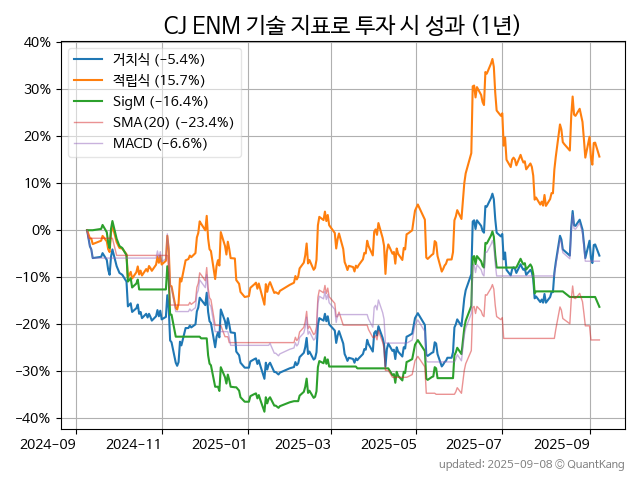 CJ ENM 기술 지표로 투자 시 성과 (1년)
40%
30%
20%
10%
0%
−10%
−20%
−30%
−40%
거치식 (−5.4%)
적립식 (15.7%)
SigM (−16.4%)
SMA(20) (−23.4%)
MACD (−6.6%)
2024-09 2024-11 2025-01 2025-03 2025-05 2025-07 2025-09
updated: 2025-09-08 © QuantKang